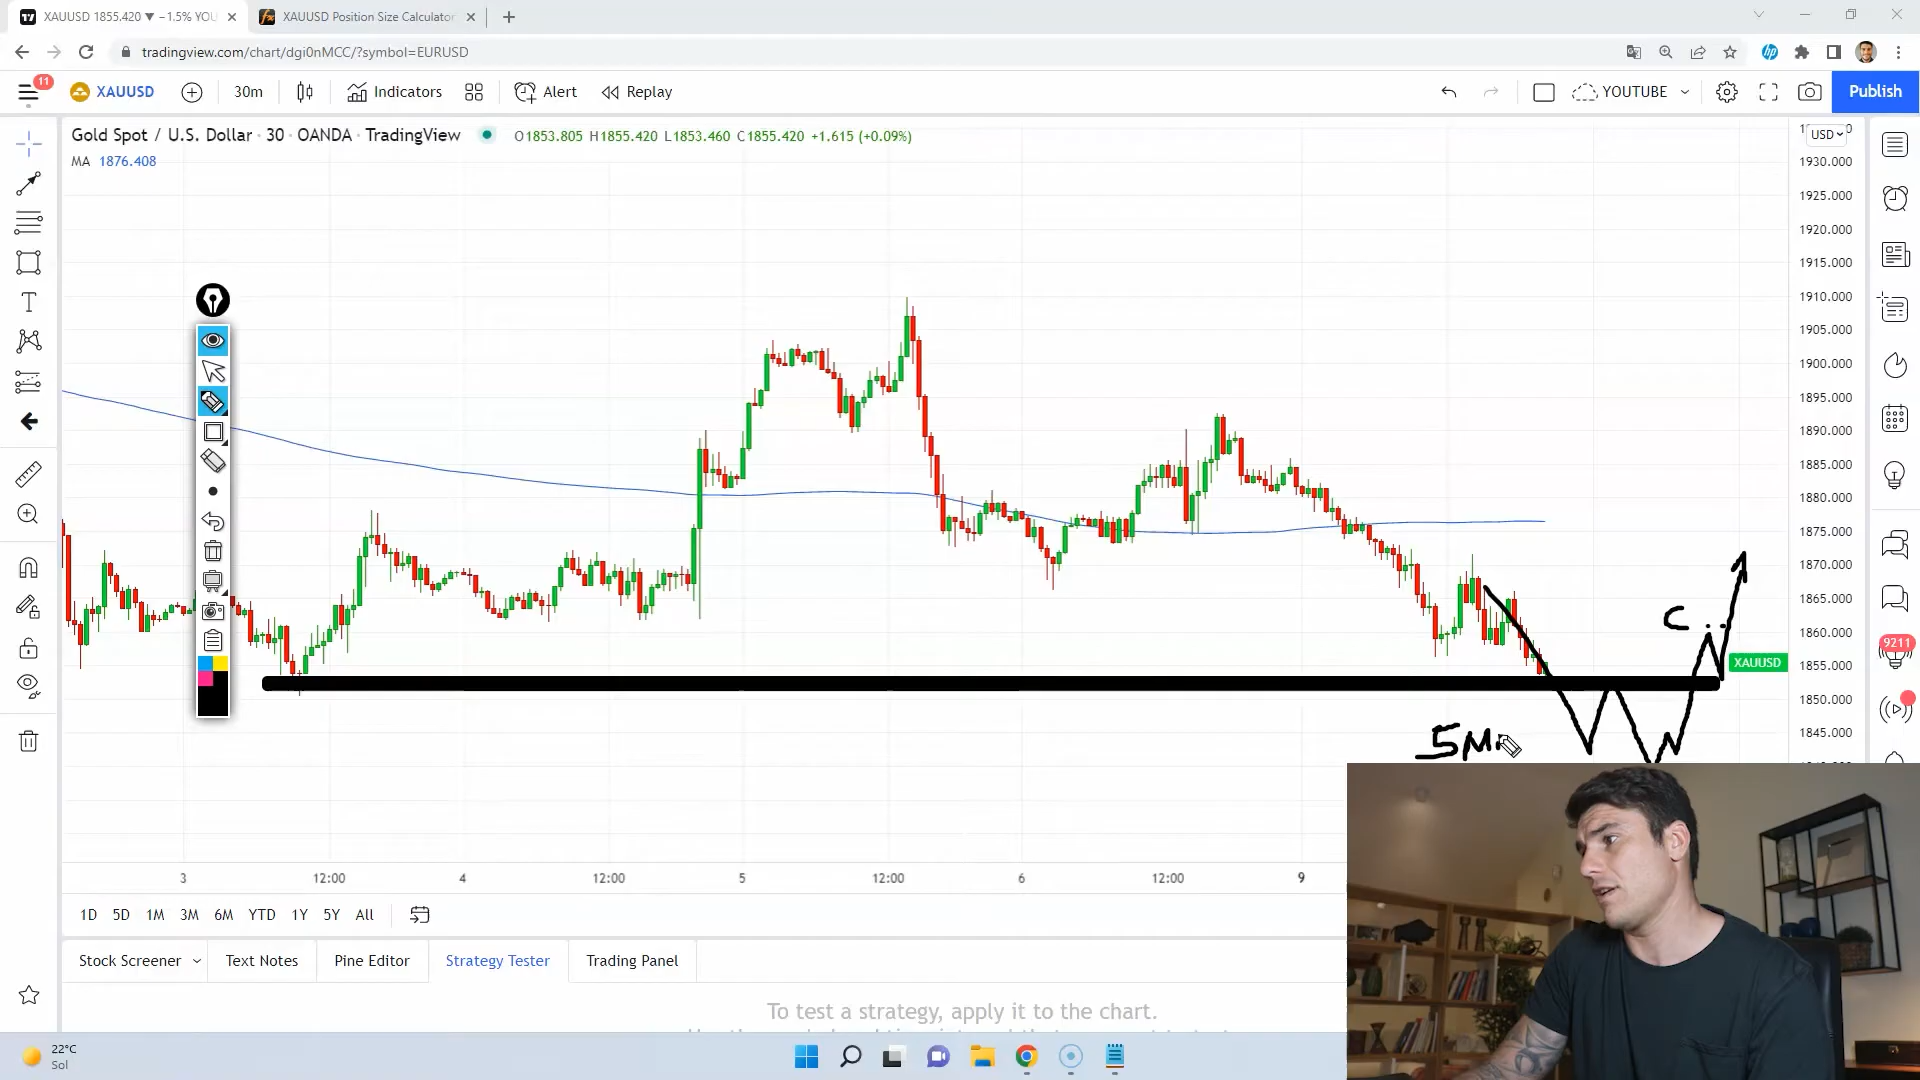 XAUUSD 1855.420 ▼ −1.5% YOU
XAUUSD Position Size Calculator
tradingview.com/chart/dgi0nMCC/?symbol=EURUSD
11
XAUUSD
30m
Indicators
Alert
Replay
YOUTUBE
Publish
Gold Spot / U.S. Dollar · 30 · OANDA · TradingView
O1853.805 H1855.420 L1853.460 C1855.420 +1.615 (+0.09%)
MA 1876.408
USD
1930.000
1925.000
1920.000
1915.000
1910.000
1905.000
1900.000
1895.000
1890.000
1885.000
1880.000
1875.000
1870.000
1865.000
1860.000
1855.000
1850.000
1845.000
XAUUSD
C
5M
9211
3
12:00
4
12:00
5
12:00
6
12:00
9
1D 5D 1M 3M 6M YTD 1Y 5Y All
Stock Screener
Text Notes
Pine Editor
Strategy Tester
Trading Panel
To test a strategy, apply it to the chart.
22°C
Sol